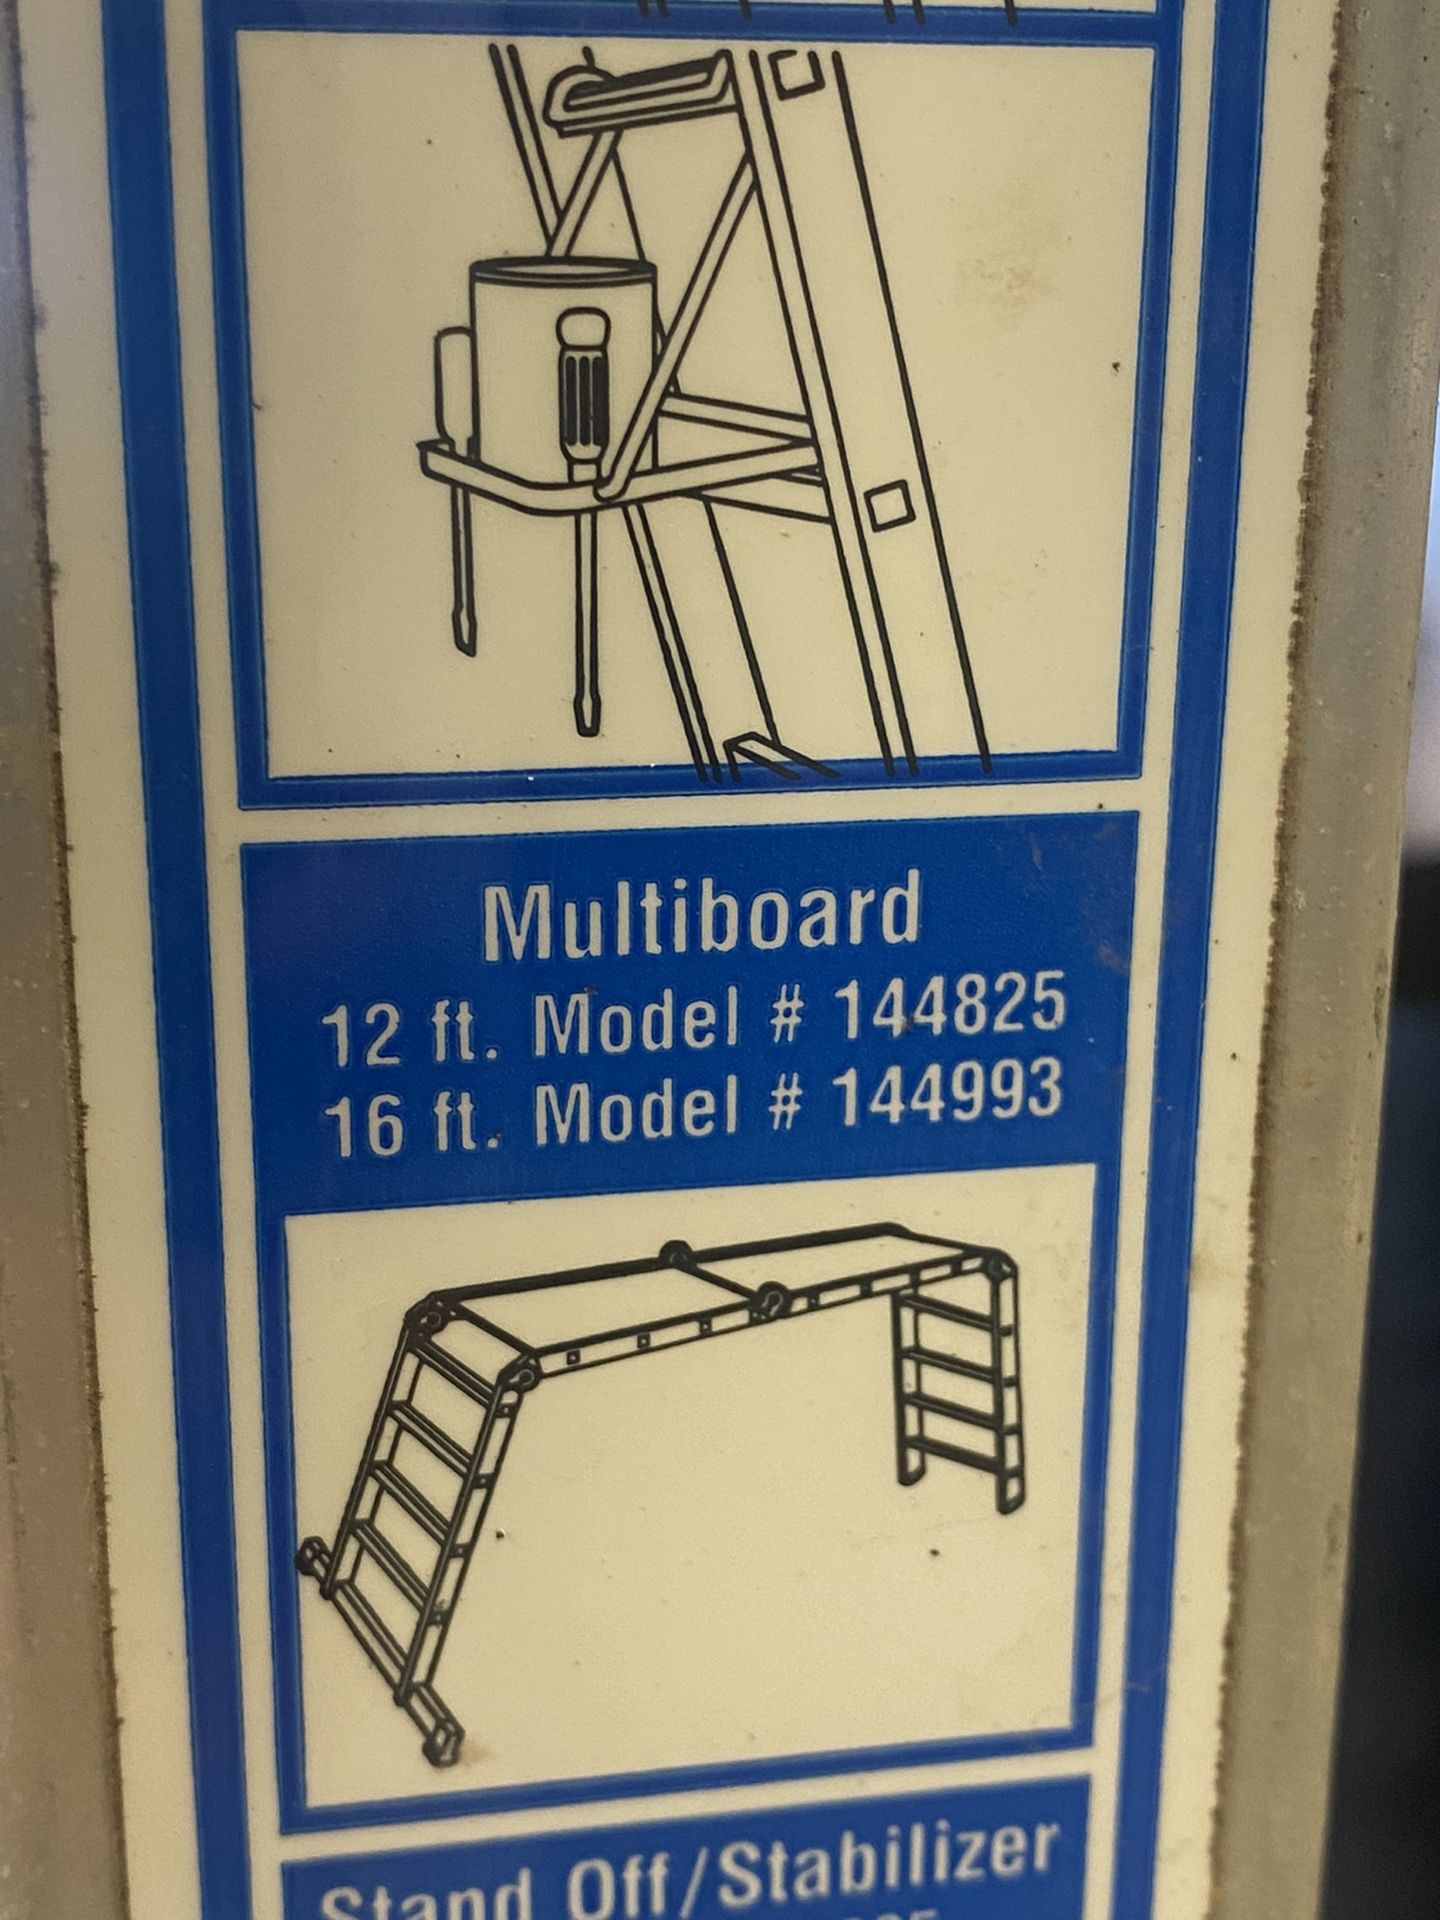 Multiboard
12 ft. Model # 144825
16 ft. Model # 144993
Stand Off/Stabilizer